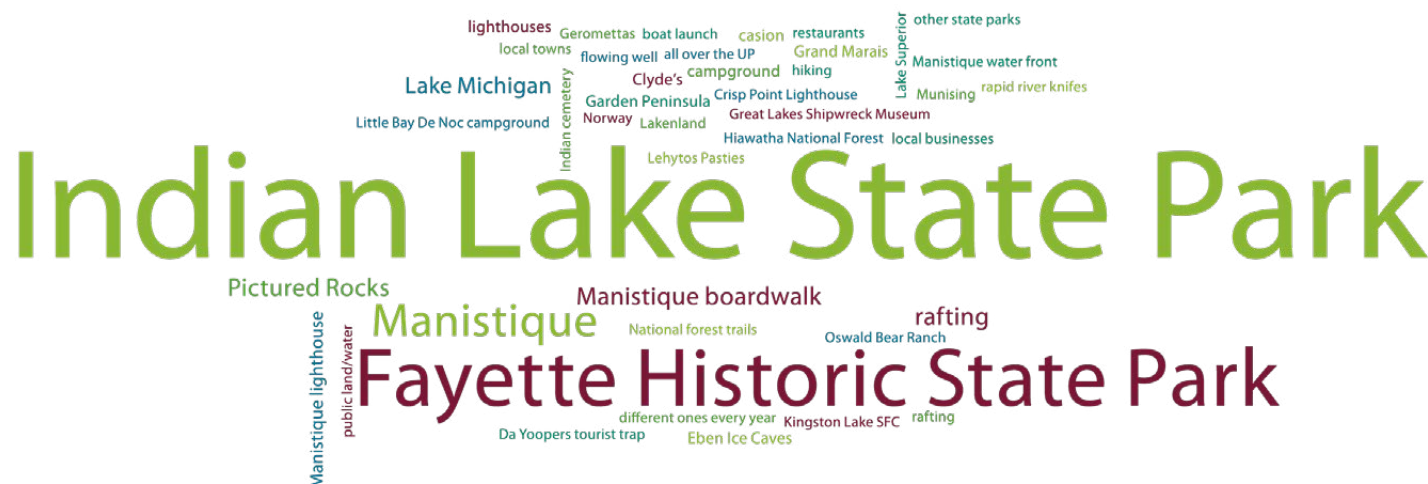 lighthouses
Geromettas
boat launch
casion
restaurants
other state parks
local towns
flowing well
all over the UP
Grand Marais
Lake Superior
Manistique water front
Lake Michigan
Indian cemetery
Clyde's
campground
hiking
Munising
rapid river knifes
Garden Peninsula
Crisp Point Lighthouse
Little Bay De Noc campground
Norway
Lakenland
Great Lakes Shipwreck Museum
Hiawatha National Forest
local businesses
Lehytos Pasties
Indian Lake State Park
Pictured Rocks
Manistique boardwalk
Manistique
National forest trails
rafting
Oswald Bear Ranch
Manistique lighthouse
public land/water
Fayette Historic State Park
different ones every year
Kingston Lake SFC
rafting
Da Yoopers tourist trap
Eben Ice Caves